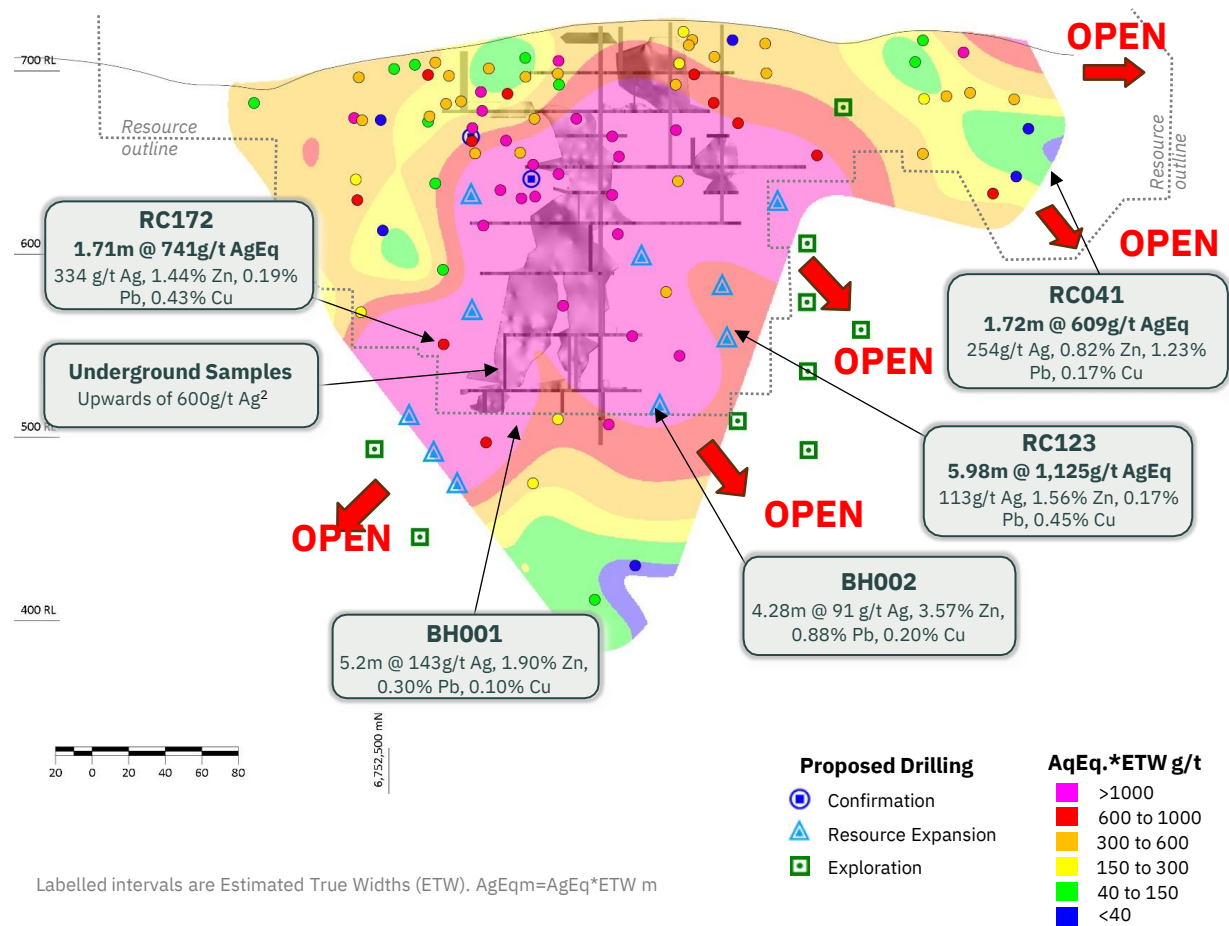 OPEN
700 RL
Resource
outline
Resource
outline
RC172
1.71m @ 741g/t AgEq
334 g/t Ag, 1.44% Zn, 0.19%
Pb, 0.43% Cu
600
OPEN
RC041
1.72m @ 609g/t AgEq
254g/t Ag, 0.82% Zn, 1.23%
Pb, 0.17% Cu
Underground Samples
Upwards of 600g/t Ag2
OPEN
500 RL
RC123
5.98m @ 1,125g/t AgEq
113g/t Ag, 1.56% Zn, 0.17%
Pb, 0.45% Cu
OPEN
OPEN
BH002
4.28m @ 91 g/t Ag, 3.57% Zn,
0.88% Pb, 0.20% Cu
400 RL
BH001
5.2m @ 143g/t Ag, 1.90% Zn,
0.30% Pb, 0.10% Cu
6,752,500 mN
20 0 20 40 60 80
Proposed Drilling
Confirmation
Resource Expansion
Exploration
AqEq.*ETW g/t
>1000
600 to 1000
300 to 600
150 to 300
40 to 150
<40
Labelled intervals are Estimated True Widths (ETW). AgEqm=AgEq*ETW m